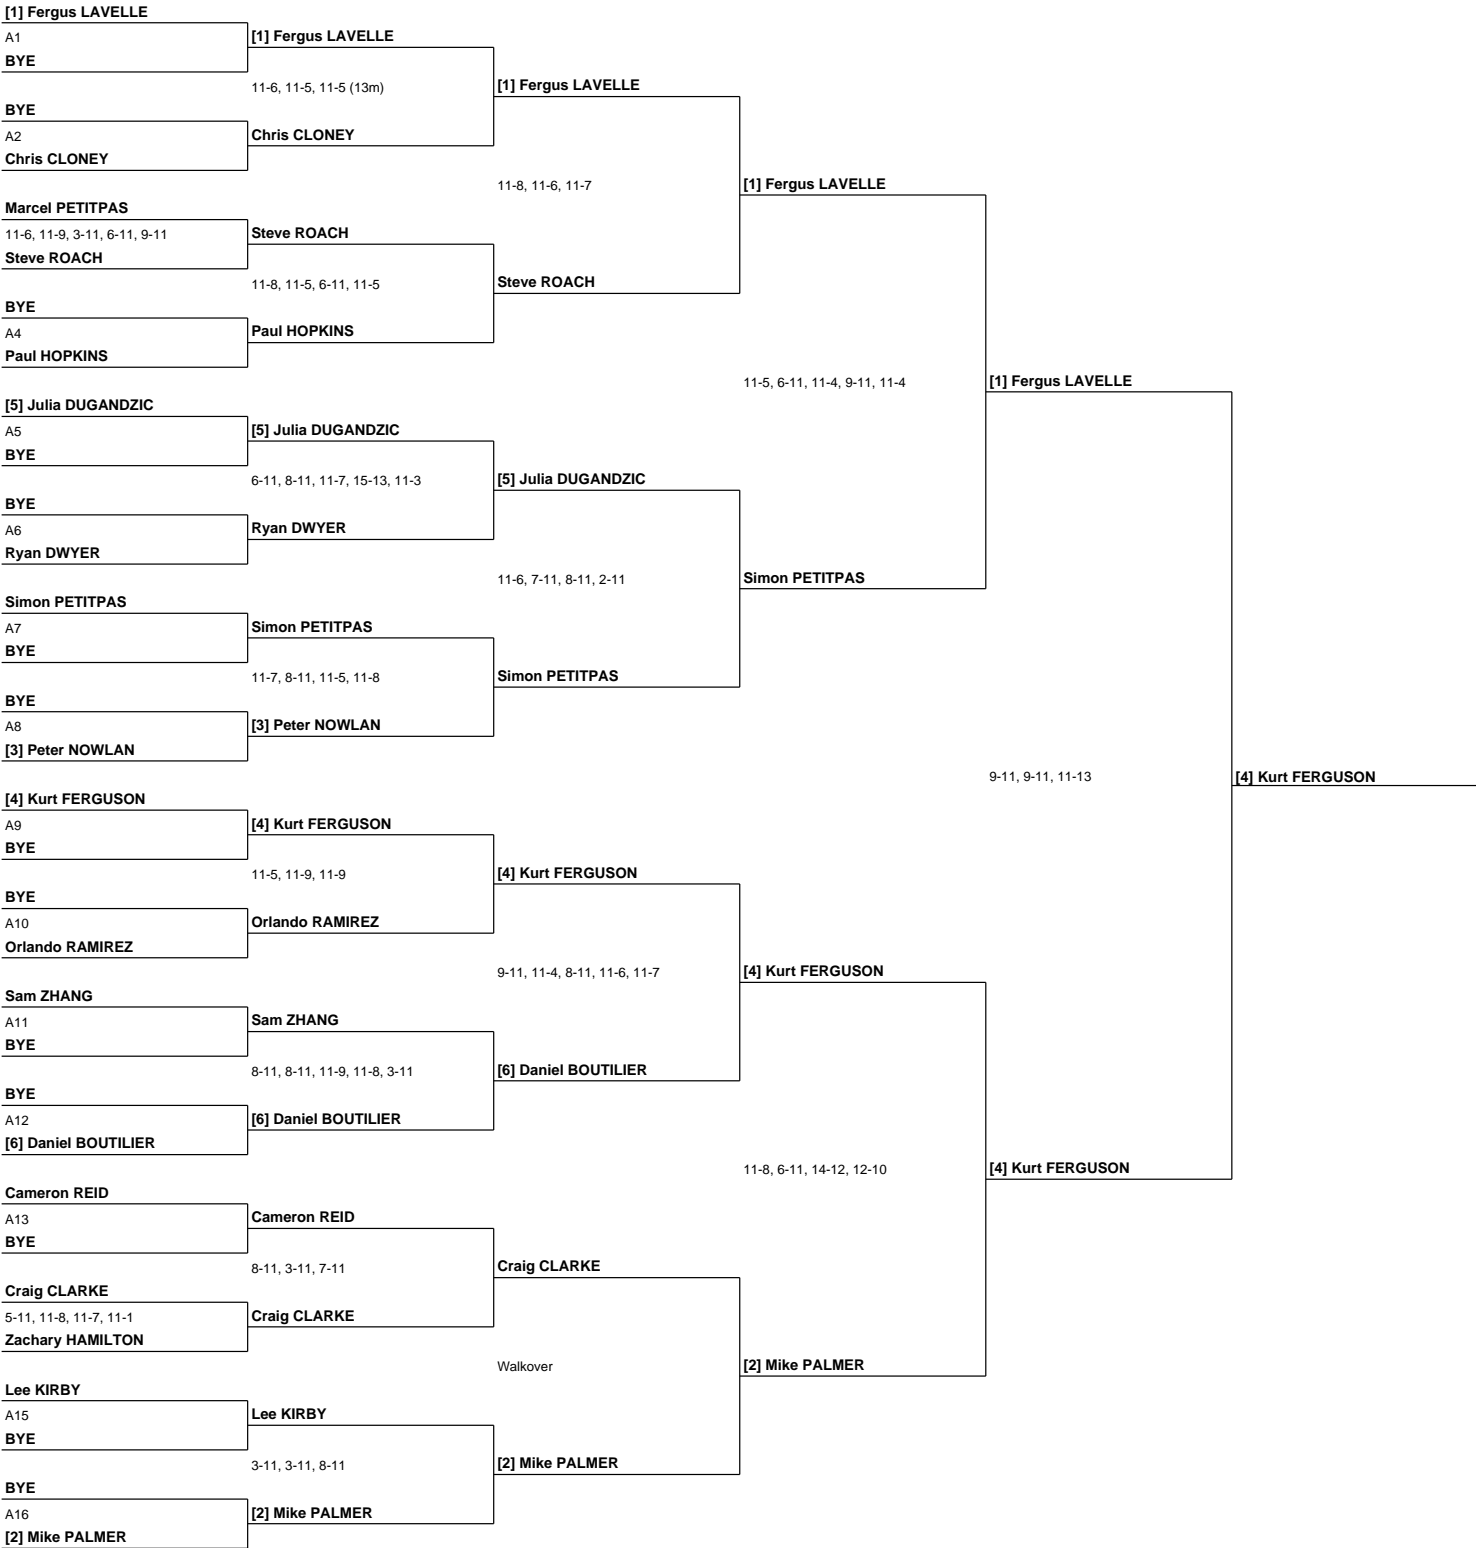 [1] Fergus LAVELLE
A1
BYE
BYE
A2
Chris CLONEY
Marcel PETITPAS
11-6, 11-9, 3-11, 6-11, 9-11
Steve ROACH
BYE
A4
Paul HOPKINS
[5] Julia DUGANDZIC
A5
BYE
BYE
A6
Ryan DWYER
Simon PETITPAS
A7
BYE
BYE
A8
[3] Peter NOWLAN
[4] Kurt FERGUSON
A9
BYE
BYE
A10
Orlando RAMIREZ
Sam ZHANG
A11
BYE
BYE
A12
[6] Daniel BOUTILIER
Cameron REID
A13
BYE
Craig CLARKE
5-11, 11-8, 11-7, 11-1
Zachary HAMILTON
Lee KIRBY
A15
BYE
BYE
A16
[2] Mike PALMER
[1] Fergus LAVELLE
11-6, 11-5, 11-5 (13m)
Chris CLONEY
Steve ROACH
11-8, 11-5, 6-11, 11-5
Paul HOPKINS
[5] Julia DUGANDZIC
6-11, 8-11, 11-7, 15-13, 11-3
Ryan DWYER
Simon PETITPAS
11-7, 8-11, 11-5, 11-8
[3] Peter NOWLAN
[4] Kurt FERGUSON
11-5, 11-9, 11-9
Orlando RAMIREZ
Sam ZHANG
8-11, 8-11, 11-9, 11-8, 3-11
[6] Daniel BOUTILIER
Cameron REID
8-11, 3-11, 7-11
Craig CLARKE
Lee KIRBY
3-11, 3-11, 8-11
[2] Mike PALMER
[1] Fergus LAVELLE
11-8, 11-6, 11-7
Steve ROACH
[5] Julia DUGANDZIC
11-6, 7-11, 8-11, 2-11
Simon PETITPAS
[4] Kurt FERGUSON
9-11, 11-4, 8-11, 11-6, 11-7
[6] Daniel BOUTILIER
Craig CLARKE
Walkover
[2] Mike PALMER
[1] Fergus LAVELLE
11-5, 6-11, 11-4, 9-11, 11-4
Simon PETITPAS
[4] Kurt FERGUSON
11-8, 6-11, 14-12, 12-10
[2] Mike PALMER
[1] Fergus LAVELLE
9-11, 9-11, 11-13
[4] Kurt FERGUSON
[4] Kurt FERGUSON